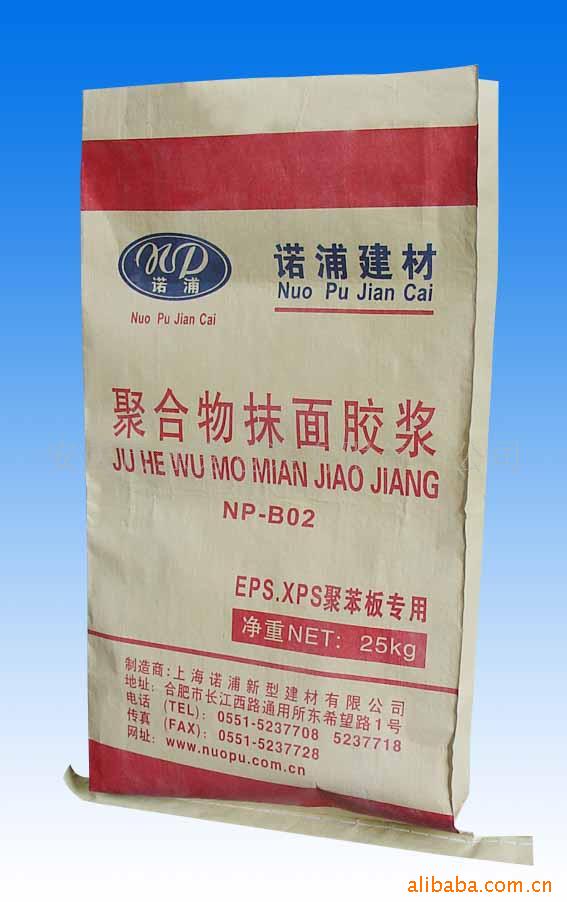 NP
诺浦
Nuo Pu Jian Cai
诺浦建材
Nuo Pu Jian Cai
聚合物抹面胶浆
JU HE WU MO MIAN JIAO JIANG
NP-B02
EPS.XPS聚苯板专用
净重NET: 25kg
制造商:上海诺浦新型建材有限公司
地址: 合肥市长江西路通用所东希望路1号
电话 (TEL): 0551-5237708 5237718
传真 (FAX): 0551-5237728
网址: www.nuopu.com.cn
alibaba.com.cn